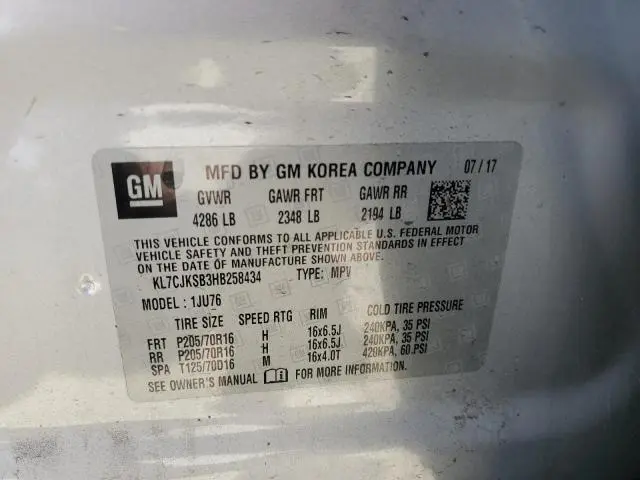 GM MFD BY GM KOREA COMPANY 07/17
GVWR GAWR FRT GAWR RR
4286 LB 2348 LB 2194 LB
THIS VEHICLE CONFORMS TO ALL APPLICABLE U.S. FEDERAL MOTOR
VEHICLE SAFETY AND THEFT PREVENTION STANDARDS IN EFFECT
ON THE DATE OF MANUFACTURE SHOWN ABOVE.
KL7CJKSB3HB258434 TYPE: MPV
MODEL : 1JU76
TIRE SIZE SPEED RTG RIM COLD TIRE PRESSURE
FRT P205/70R16 H 16x6.5J 240KPA, 35 PSI
RR P205/70R16 H 16x6.5J 240KPA, 35 PSI
SPA T125/70D16 M 16x4.0T 420KPA, 60 PSI
SEE OWNER'S MANUAL FOR MORE INFORMATION.